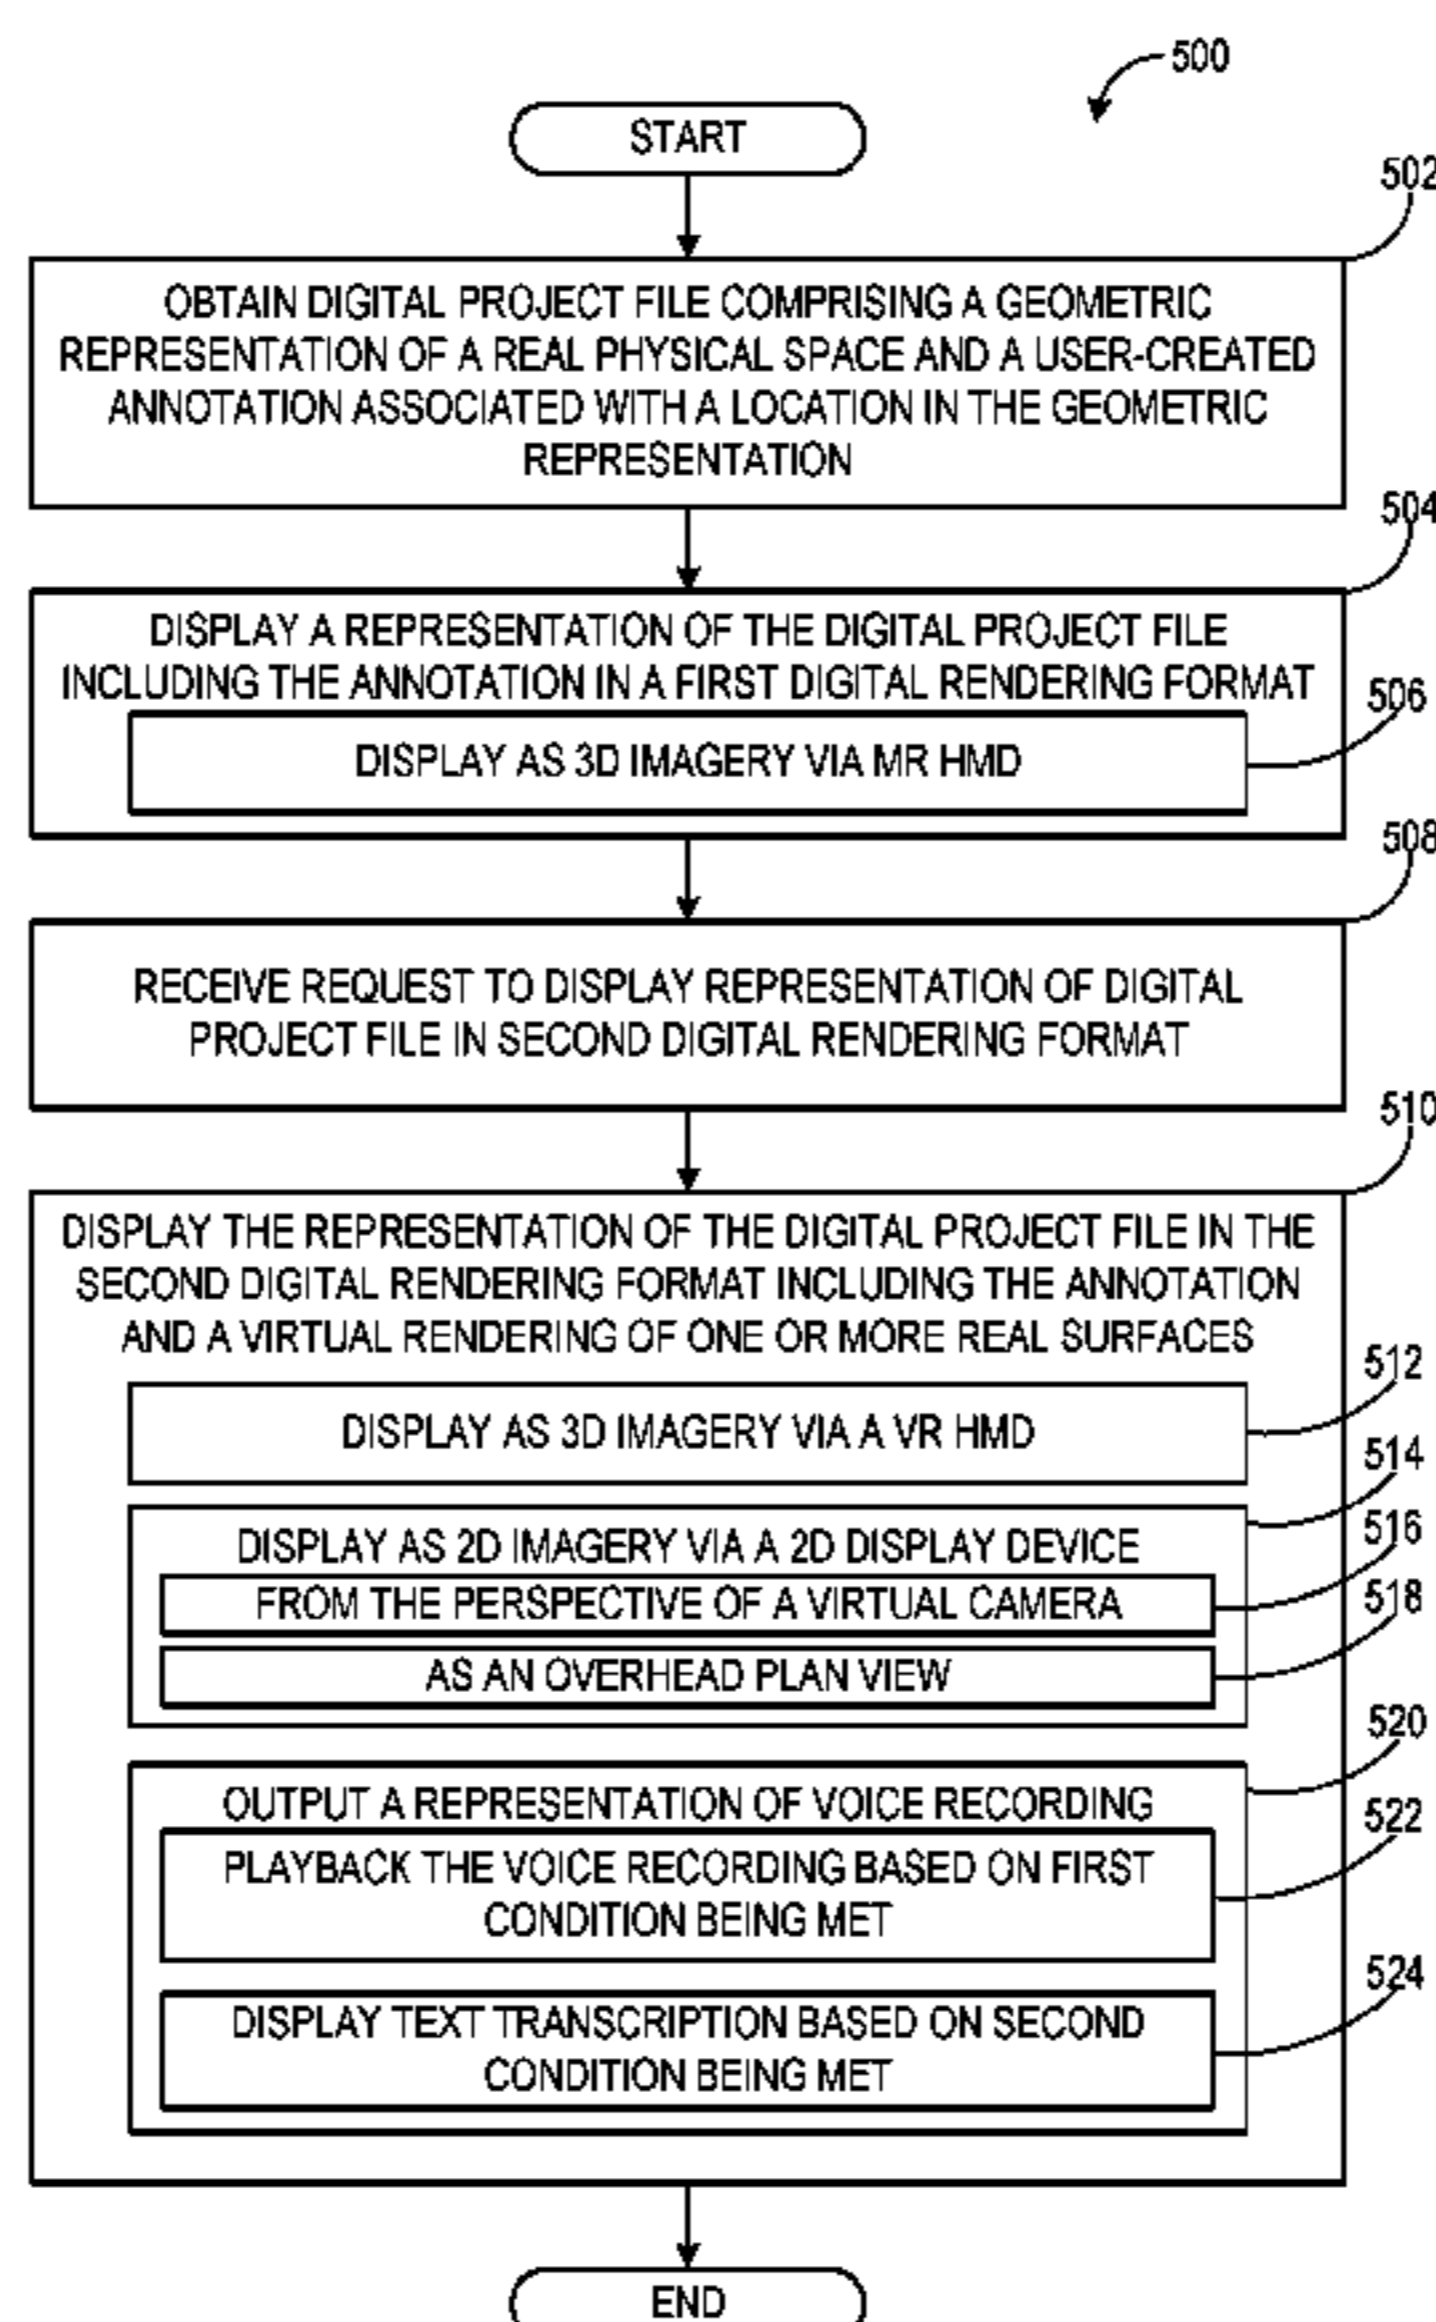 500
START
502
OBTAIN DIGITAL PROJECT FILE COMPRISING A GEOMETRIC
REPRESENTATION OF A REAL PHYSICAL SPACE AND A USER-CREATED
ANNOTATION ASSOCIATED WITH A LOCATION IN THE GEOMETRIC
REPRESENTATION
504
DISPLAY A REPRESENTATION OF THE DIGITAL PROJECT FILE
INCLUDING THE ANNOTATION IN A FIRST DIGITAL RENDERING FORMAT
506
DISPLAY AS 3D IMAGERY VIA MR HMD
508
RECEIVE REQUEST TO DISPLAY REPRESENTATION OF DIGITAL
PROJECT FILE IN SECOND DIGITAL RENDERING FORMAT
510
DISPLAY THE REPRESENTATION OF THE DIGITAL PROJECT FILE IN THE
SECOND DIGITAL RENDERING FORMAT INCLUDING THE ANNOTATION
AND A VIRTUAL RENDERING OF ONE OR MORE REAL SURFACES
512
DISPLAY AS 3D IMAGERY VIA A VR HMD
514
DISPLAY AS 2D IMAGERY VIA A 2D DISPLAY DEVICE
516
FROM THE PERSPECTIVE OF A VIRTUAL CAMERA
518
AS AN OVERHEAD PLAN VIEW
520
OUTPUT A REPRESENTATION OF VOICE RECORDING
522
PLAYBACK THE VOICE RECORDING BASED ON FIRST
CONDITION BEING MET
524
DISPLAY TEXT TRANSCRIPTION BASED ON SECOND
CONDITION BEING MET
END